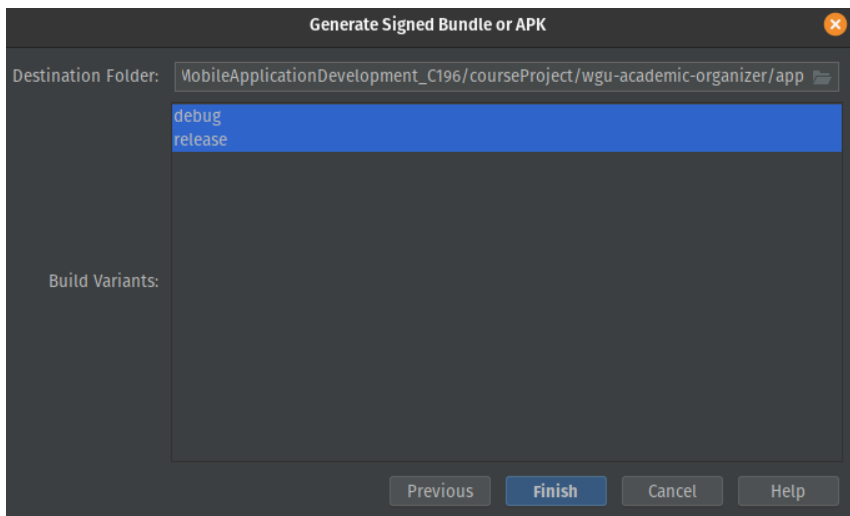 Generate Signed Bundle or APK
Destination Folder: MobileApplicationDevelopment_C196/courseProject/wgu-academic-organizer/app
debug
release
Build Variants:
Previous Finish Cancel Help